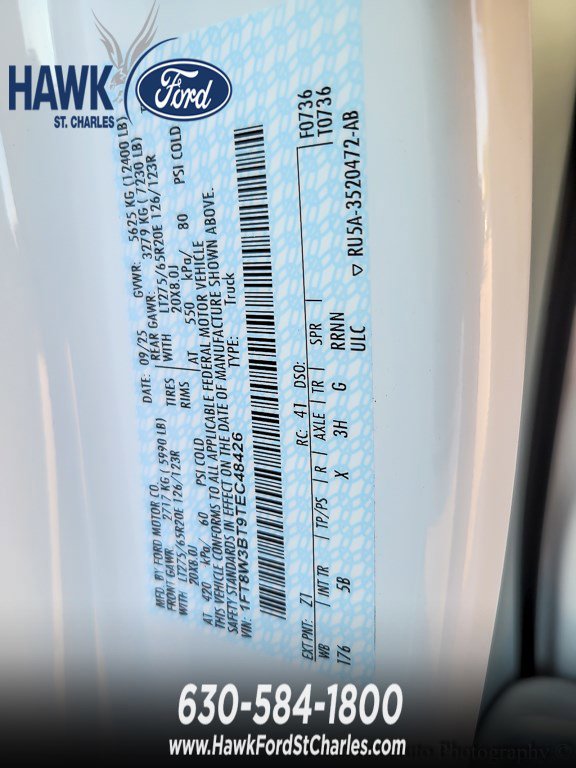 HAWK
ST. CHARLES
Ford
MFD. BY FORD MOTOR CO.
DATE: 09/25 GVWR: 5625 KG (12400 LB)
FRONT GAWR: 2717 KG (5990 LB)
REAR GAWR: 3279 KG (7230 LB)
WITH LT275/65R20E 126/123R TIRES
WITH LT275/65R20E 126/123R
20X8.0J RIMS
20X8.0J
AT 420 kPa/ 60 PSI COLD
AT 550 kPa/ 80 PSI COLD
THIS VEHICLE CONFORMS TO ALL APPLICABLE FEDERAL MOTOR VEHICLE
SAFETY STANDARDS IN EFFECT ON THE DATE OF MANUFACTURE SHOWN ABOVE.
VIN: 1FT8W3BT9TEC48426
TYPE: Truck
F0736
T0736
EXT PNT: Z1 RC: 41 DSO:
WB INT TR TP/PS R AXLE TR SPR
176 5B X 3H G RRNN
ULC
▽ RU5A-3520472-AB
630-584-1800
www.HawkFordStCharles.com
Photography ©